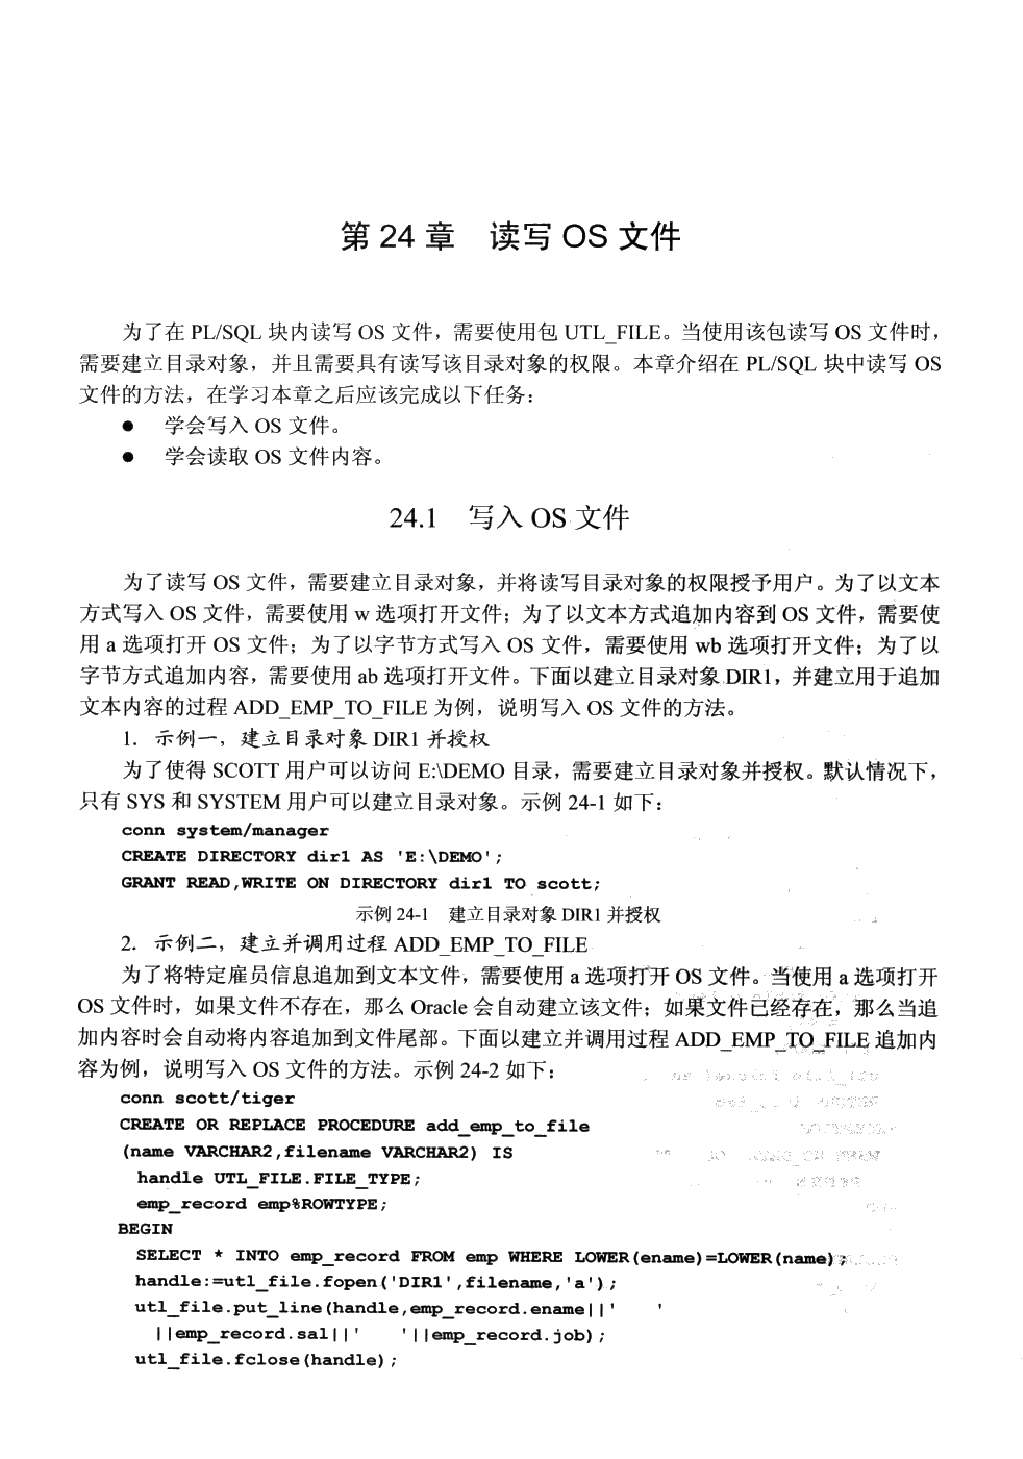 第 24 章 读写 OS 文件
为了在 PL/SQL 块内读写 OS 文件，需要使用包 UTL_FILE。当使用该包读写 OS 文件时，
需要建立目录对象，并且需要具有读写该目录对象的权限。本章介绍在 PL/SQL 块中读写 OS
文件的方法，在学习本章之后应该完成以下任务：
● 学会写入 OS 文件。
● 学会读取 OS 文件内容。
24.1 写入 OS 文件
为了读写 OS 文件，需要建立目录对象，并将读写目录对象的权限授予用户。为了以文本
方式写入 OS 文件，需要使用 w 选项打开文件；为了以文本方式追加内容到 OS 文件，需要使
用 a 选项打开 OS 文件；为了以字节方式写入 OS 文件，需要使用 wb 选项打开文件；为了以
字节方式追加内容，需要使用 ab 选项打开文件。下面以建立目录对象 DIR1，并建立用于追加
文本内容的过程 ADD_EMP_TO_FILE 为例，说明写入 OS 文件的方法。
1. 示例一，建立目录对象 DIR1 并授权
为了使得 SCOTT 用户可以访问 E:\DEMO 目录，需要建立目录对象并授权。默认情况下，
只有 SYS 和 SYSTEM 用户可以建立目录对象。示例 24-1 如下：
conn system/manager
CREATE DIRECTORY dir1 AS 'E:\DEMO';
GRANT READ,WRITE ON DIRECTORY dir1 TO scott;
示例 24-1 建立目录对象 DIR1 并授权
2. 示例二，建立并调用过程 ADD_EMP_TO_FILE
为了将特定雇员信息追加到文本文件，需要使用 a 选项打开 OS 文件。当使用 a 选项打开
OS 文件时，如果文件不存在，那么 Oracle 会自动建立该文件；如果文件已经存在，那么当追
加内容时会自动将内容追加到文件尾部。下面以建立并调用过程 ADD_EMP_TO_FILE 追加内
容为例，说明写入 OS 文件的方法。示例 24-2 如下：
conn scott/tiger
CREATE OR REPLACE PROCEDURE add_emp_to_file
(name VARCHAR2,filename VARCHAR2) IS
handle UTL_FILE.FILE_TYPE;
emp_record emp%ROWTYPE;
BEGIN
SELECT * INTO emp_record FROM emp WHERE LOWER(ename)=LOWER(name);
handle:=utl_file.fopen('DIR1',filename,'a');
utl_file.put_line(handle,emp_record.ename||'    '
||emp_record.sal||'    '||emp_record.job);
utl_file.fclose(handle);